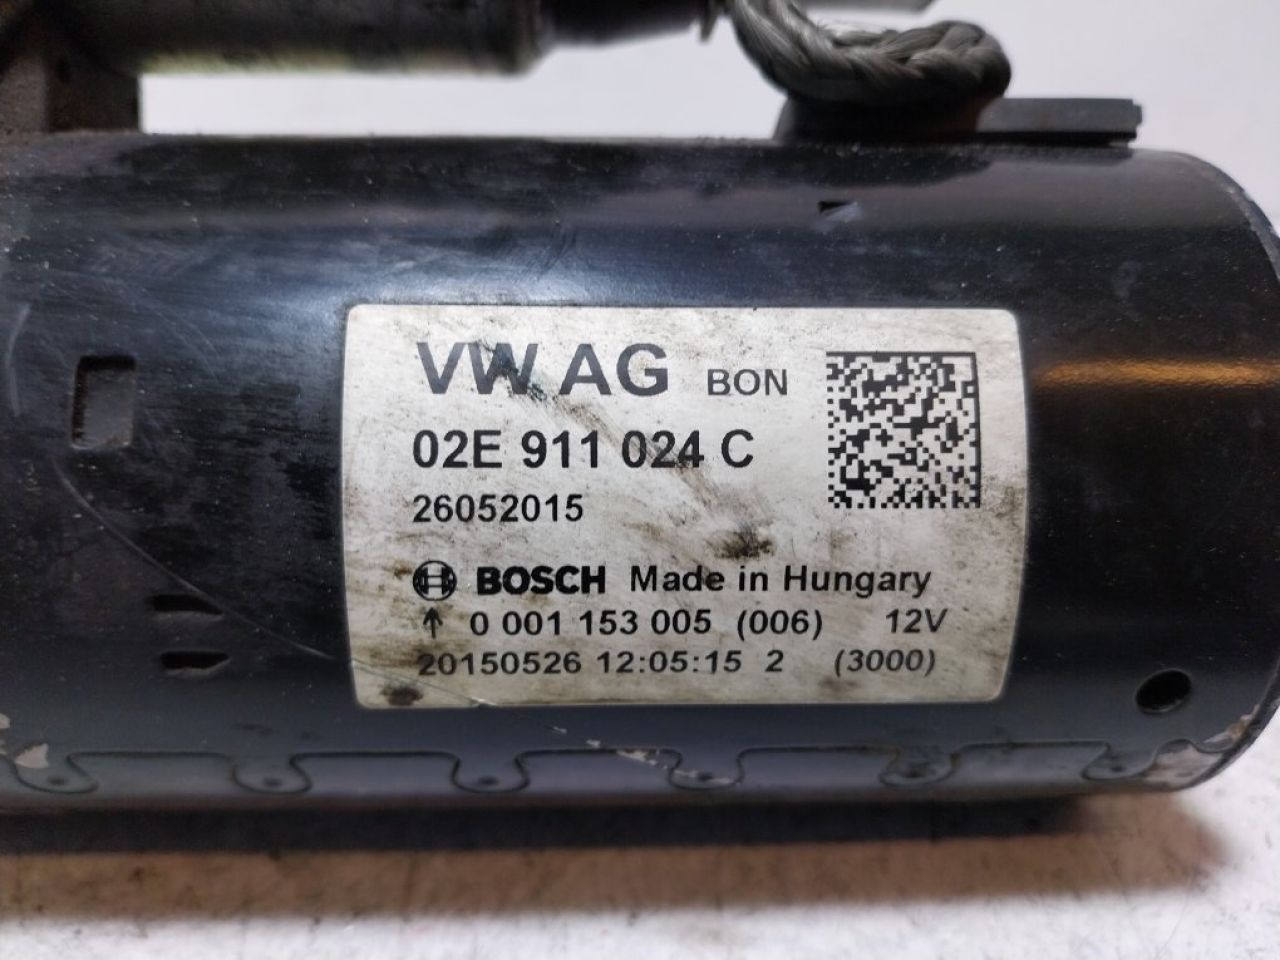 VW AG BON
02E 911 024 C
26052015
BOSCH Made in Hungary
↑ 0 001 153 005 (006) 12V
20150526 12:05:15 2 (3000)